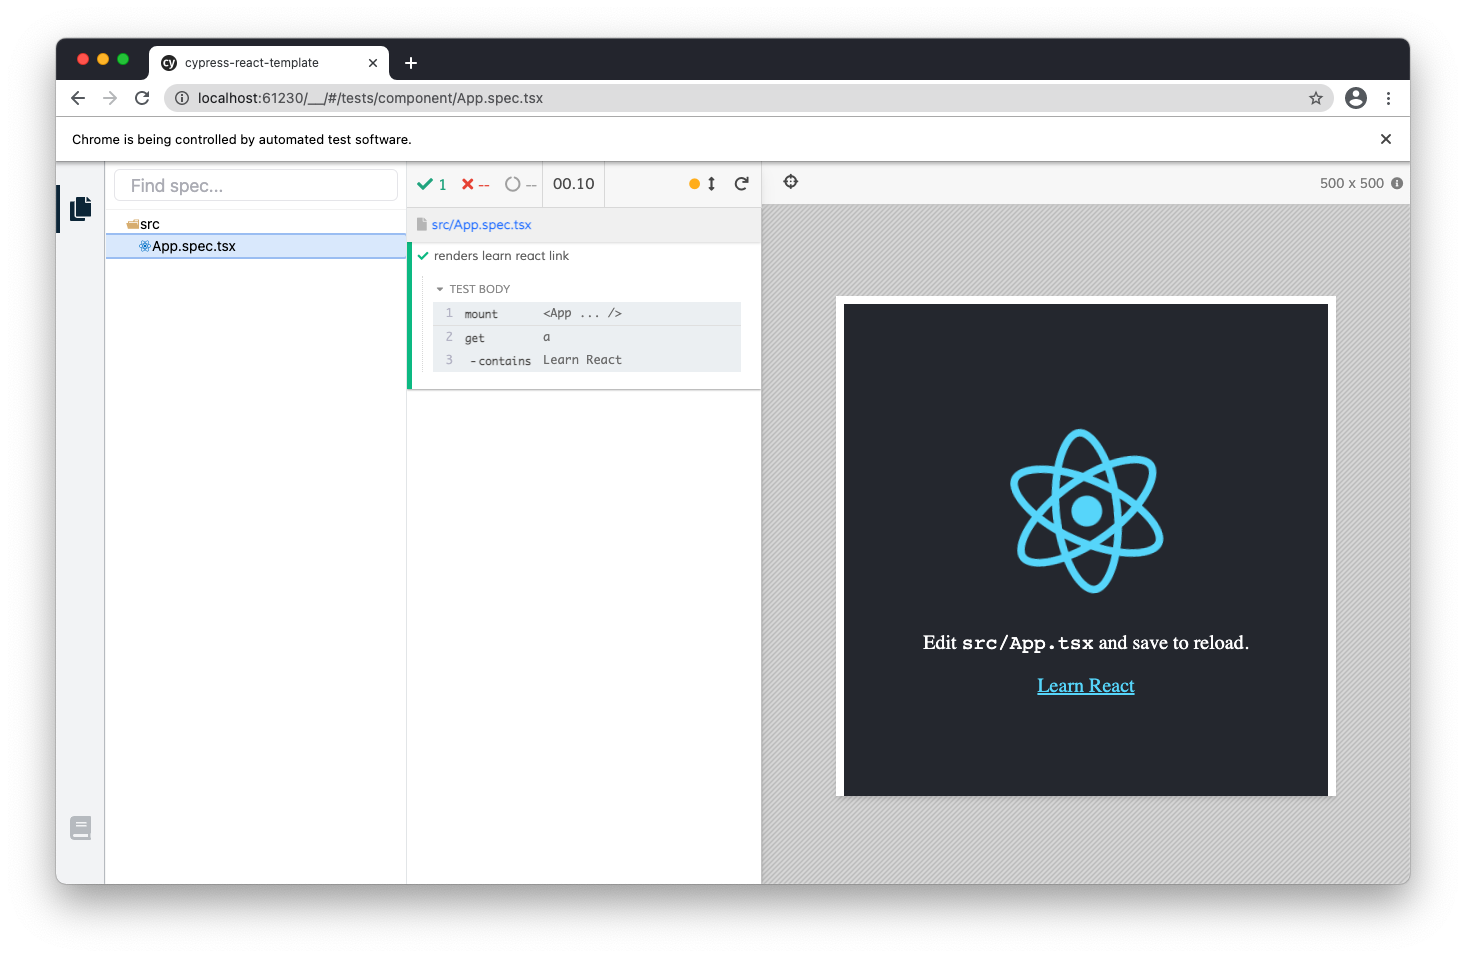 cy cypress-react-template
localhost:61230/__/#/tests/component/App.spec.tsx
Chrome is being controlled by automated test software.
Find spec...
src
App.spec.tsx
1 -- -- 00.10
src/App.spec.tsx
renders learn react link
TEST BODY
1 mount <App ... />
2 get a
3 -contains Learn React
500 x 500
Edit src/App.tsx and save to reload.
Learn React